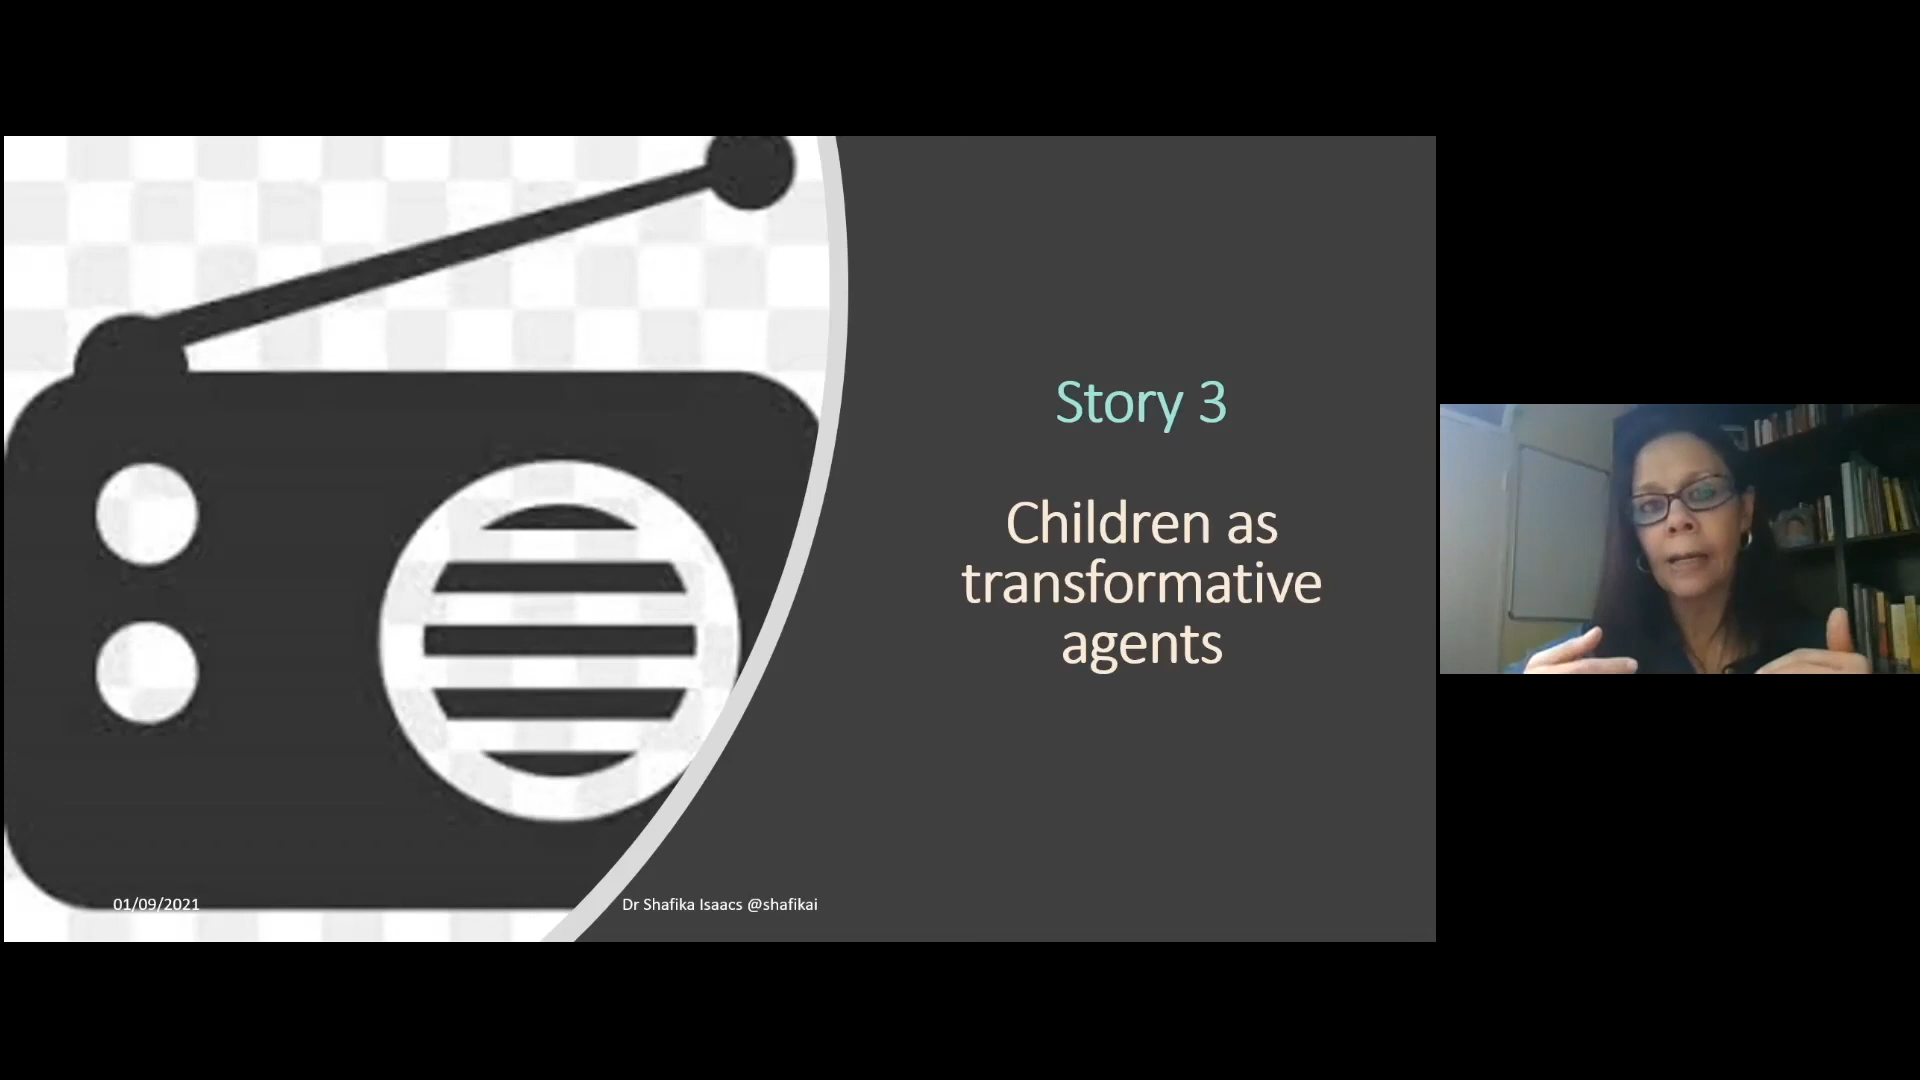 Story 3
Children as
transformative
agents
01/09/2021
Dr Shafika Isaacs @shafikai